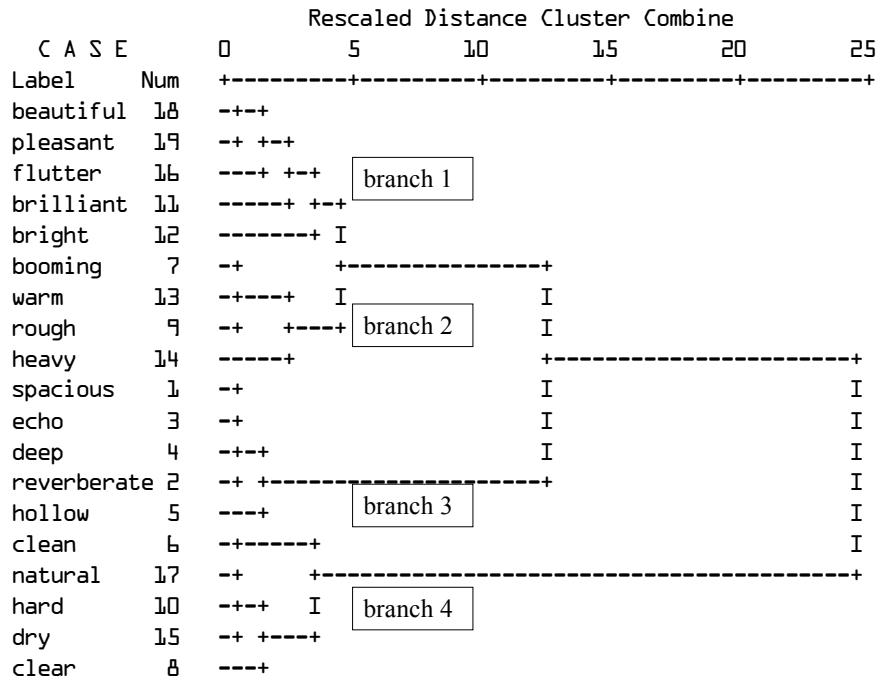 Rescaled Distance Cluster Combine
C A S E 0 5 10 15 20 25
Label Num +---------+---------+---------+---------+---------+
beautiful 18 -+-+
pleasant 19 -+ +-+
flutter 16 ---+ +-+ branch 1
brilliant 11 -----+ +-+
bright 12 -------+ I
booming 7 -+ +---------------+
warm 13 -+---+ I I
rough 9 -+ +---+ branch 2 I
heavy 14 -----+ +-----------------------+
spacious 1 -+ I I
echo 3 -+ I I
deep 4 -+-+ I I
reverberate 2 -+ +---------------------+ I
hollow 5 ---+ branch 3 I
clean 6 -+-----+ I
natural 17 -+ +-----------------------------------------+
hard 10 -+-+ I branch 4
dry 15 -+ +---+
clear 8 ---+